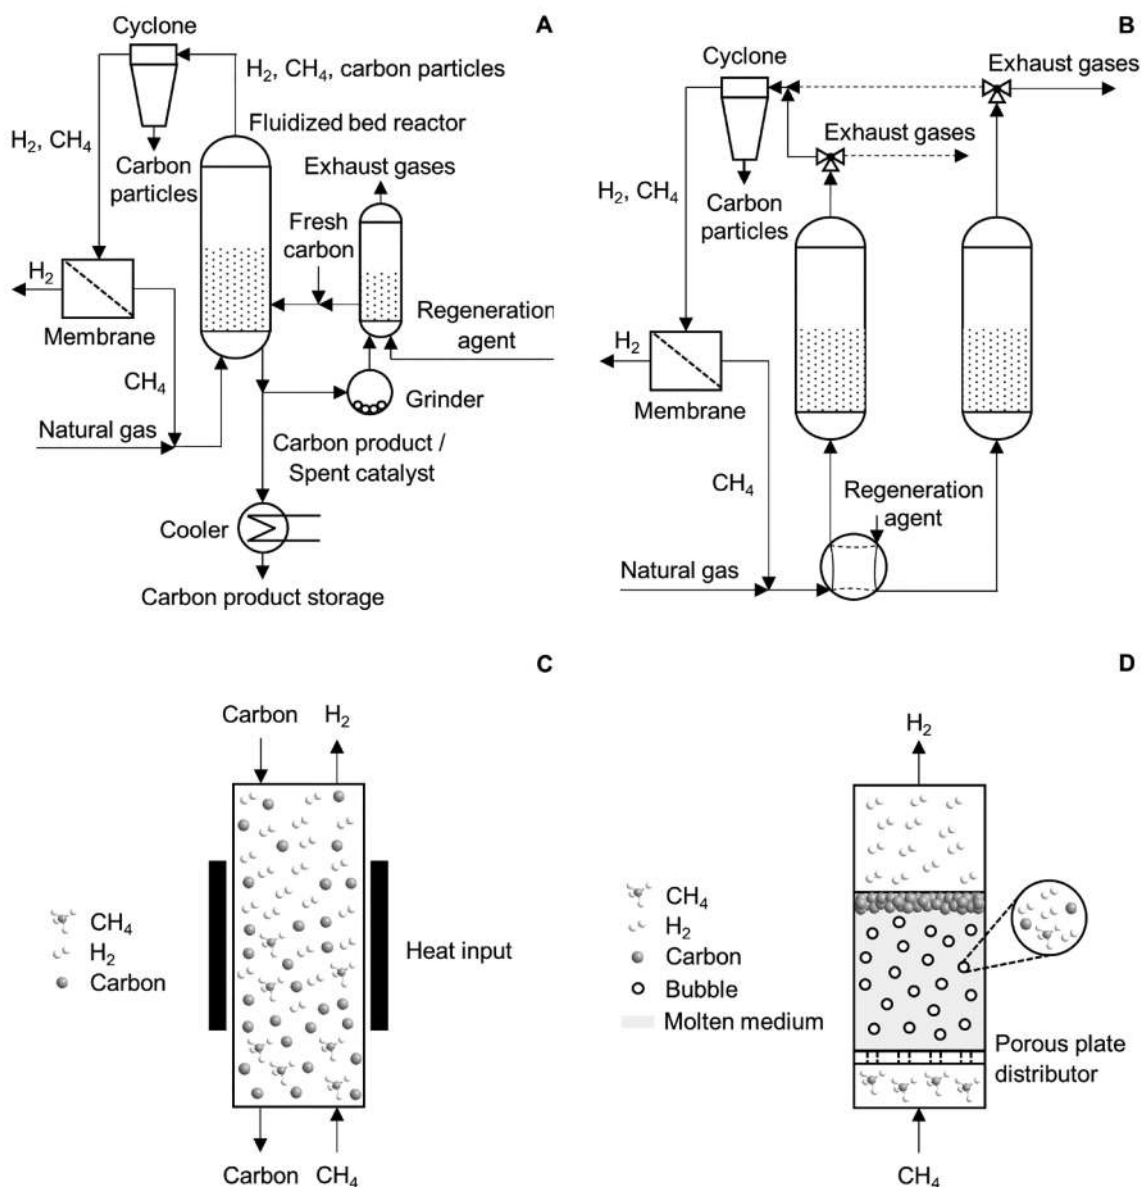 A
Cyclone
H₂, CH₄, carbon particles
H₂, CH₄
Fluidized bed reactor
Carbon
particles
Exhaust gases
Fresh
carbon
H₂
Membrane
Regeneration
agent
CH₄
Grinder
Natural gas
Carbon product /
Spent catalyst
Cooler
Carbon product storage
B
Cyclone
Exhaust gases
Exhaust gases
H₂, CH₄
Carbon
particles
H₂
Membrane
CH₄
Regeneration
agent
Natural gas
C
Carbon
H₂
CH₄
H₂
Carbon
Heat input
Carbon
CH₄
D
H₂
CH₄
H₂
Carbon
Bubble
Molten medium
Porous plate
distributor
CH₄